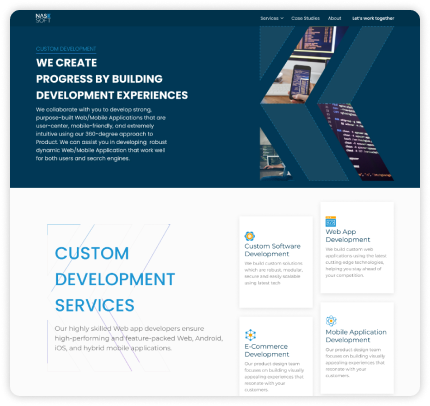 NAS
SOFT
Services
Case Studies
About
Let's work together
CUSTOM DEVELOPMENT
WE CREATE
PROGRESS BY BUILDING
DEVELOPMENT EXPERIENCES
We collaborate with you to develop strong,
purpose-built Web/Mobile Applications that are
user-center, mobile-friendly, and extremely
intuitive using our 360-degree approach to
Product. We can assist you in developing robust
dynamic Web/Mobile Application that work well
for both users and search engines.
CUSTOM
DEVELOPMENT
SERVICES
Our highly skilled Web app developers ensure
high-performing and feature-packed Web, Android,
iOS, and hybrid mobile applications.
Custom Software
Development
We build custom solutions
which are robust, modular,
secure and easily scalable
using latest tech.
Web App
Development
We build custom web
applications using the latest
cutting edge technologies,
helping you stay ahead of
your competitors.
E-Commerce
Development
Our product design team
focuses on building visually
appealing experiences that
resonate with your
customers.
Mobile Application
Development
Our product design team
focuses on building visually
appealing experiences that
resonate with your
customers.